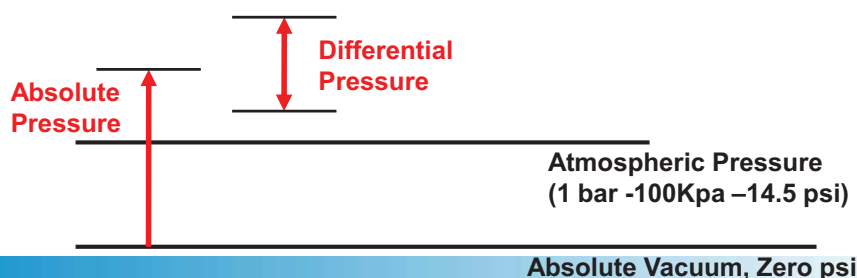 Differential
Pressure
Absolute
Pressure
Atmospheric Pressure
(1 bar -100Kpa –14.5 psi)
Absolute Vacuum, Zero psi